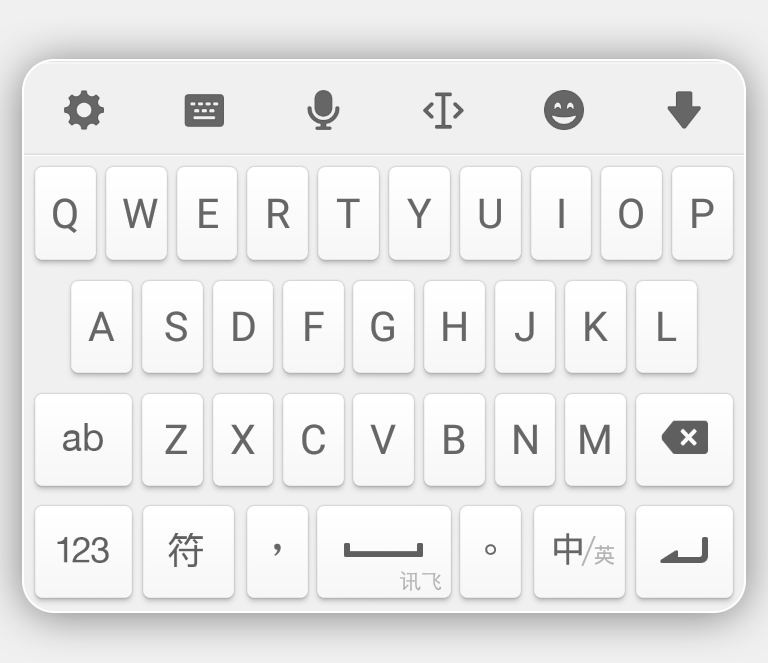 Q W E R T Y U I O P
A S D F G H J K L
ab Z X C V B N M
123 符 , 讯飞 。 中/英